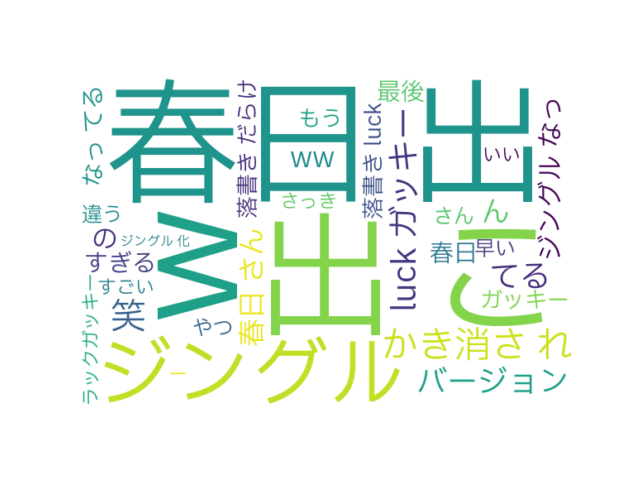 春日出
出こ
w
ジングル
なってる
落書き だらけ
もう
ww
さっき
落書き luck
最後
luck ガッキー
いい
ジングル なっ
違う
の
ジングル 化
すぎる
すごい
笑
やつ
春日 さん
さん
ん
春日
早い
てる
ガッキー
ラックガッキー
かき消さ れ
バージョン
ー